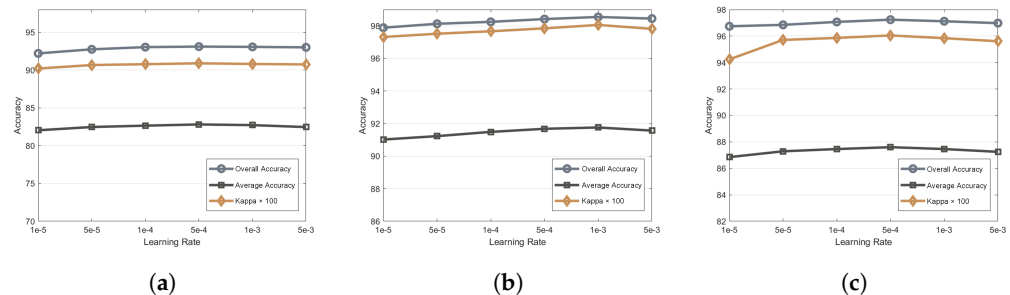 95
90
85
80
75
70
Accuracy
1e-5 5e-5 1e-4 5e-4 1e-3 5e-3
Learning Rate
Overall Accuracy
Average Accuracy
Kappa × 100
(a)
98
96
94
92
90
88
86
Accuracy
1e-5 5e-5 1e-4 5e-4 1e-3 5e-3
Learning Rate
Overall Accuracy
Average Accuracy
Kappa × 100
(b)
98
96
94
92
90
88
86
84
82
Accuracy
1e-5 5e-5 1e-4 5e-4 1e-3 5e-3
Learning Rate
Overall Accuracy
Average Accuracy
Kappa × 100
(c)